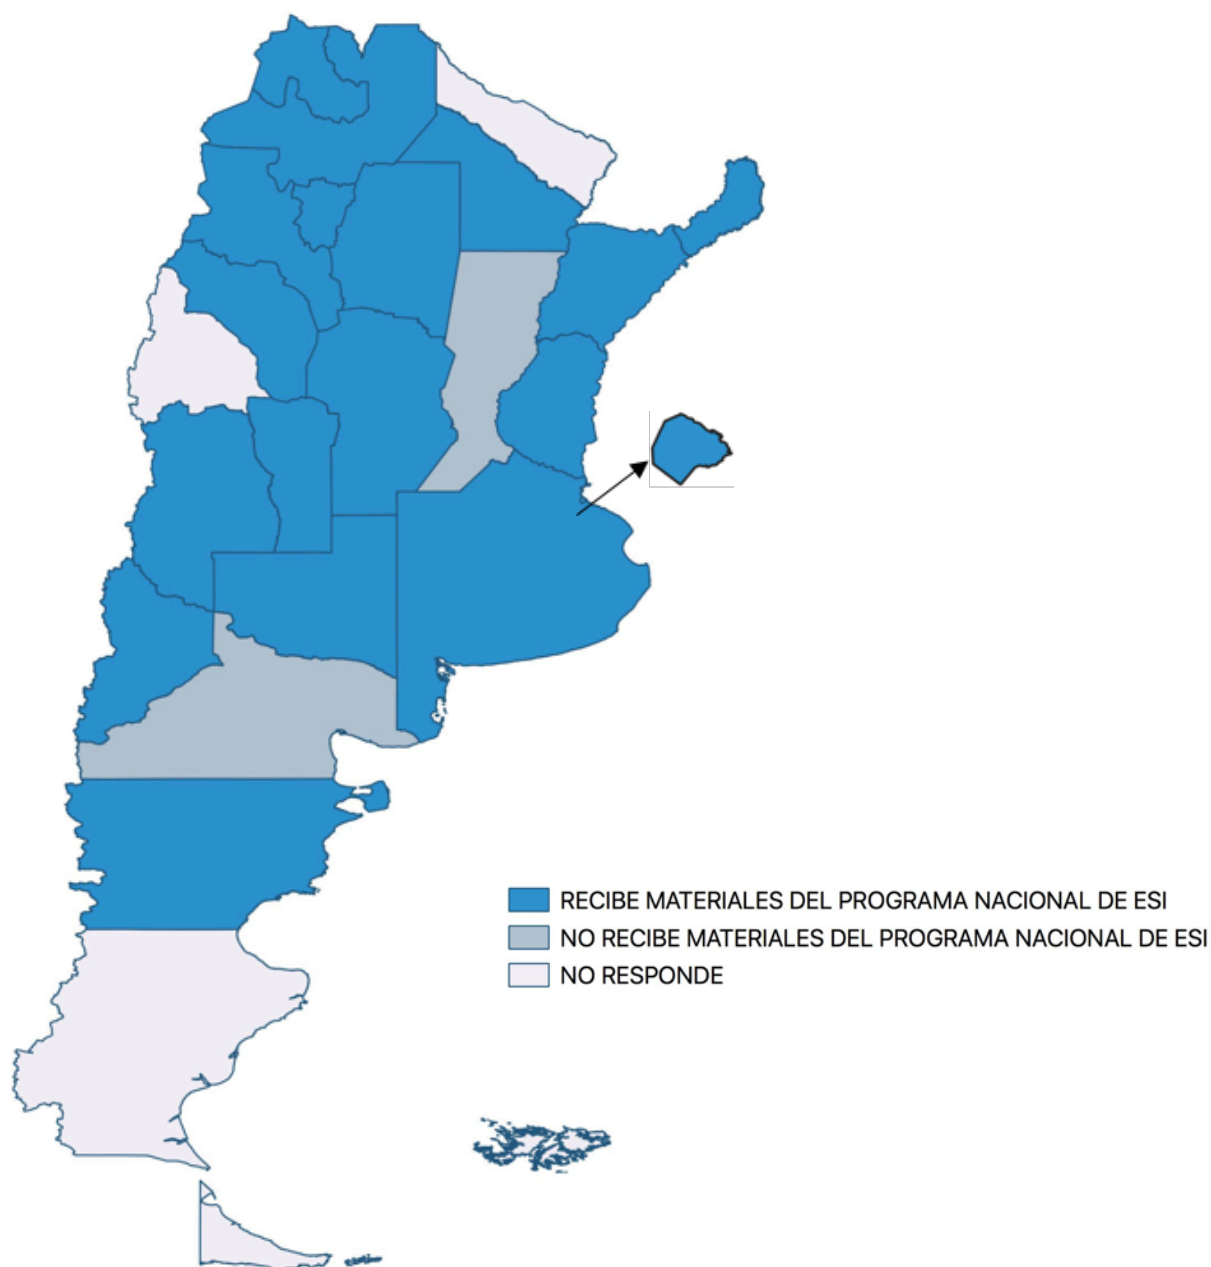 RECIBE MATERIALES DEL PROGRAMA NACIONAL DE ESI
NO RECIBE MATERIALES DEL PROGRAMA NACIONAL DE ESI
NO RESPONDE